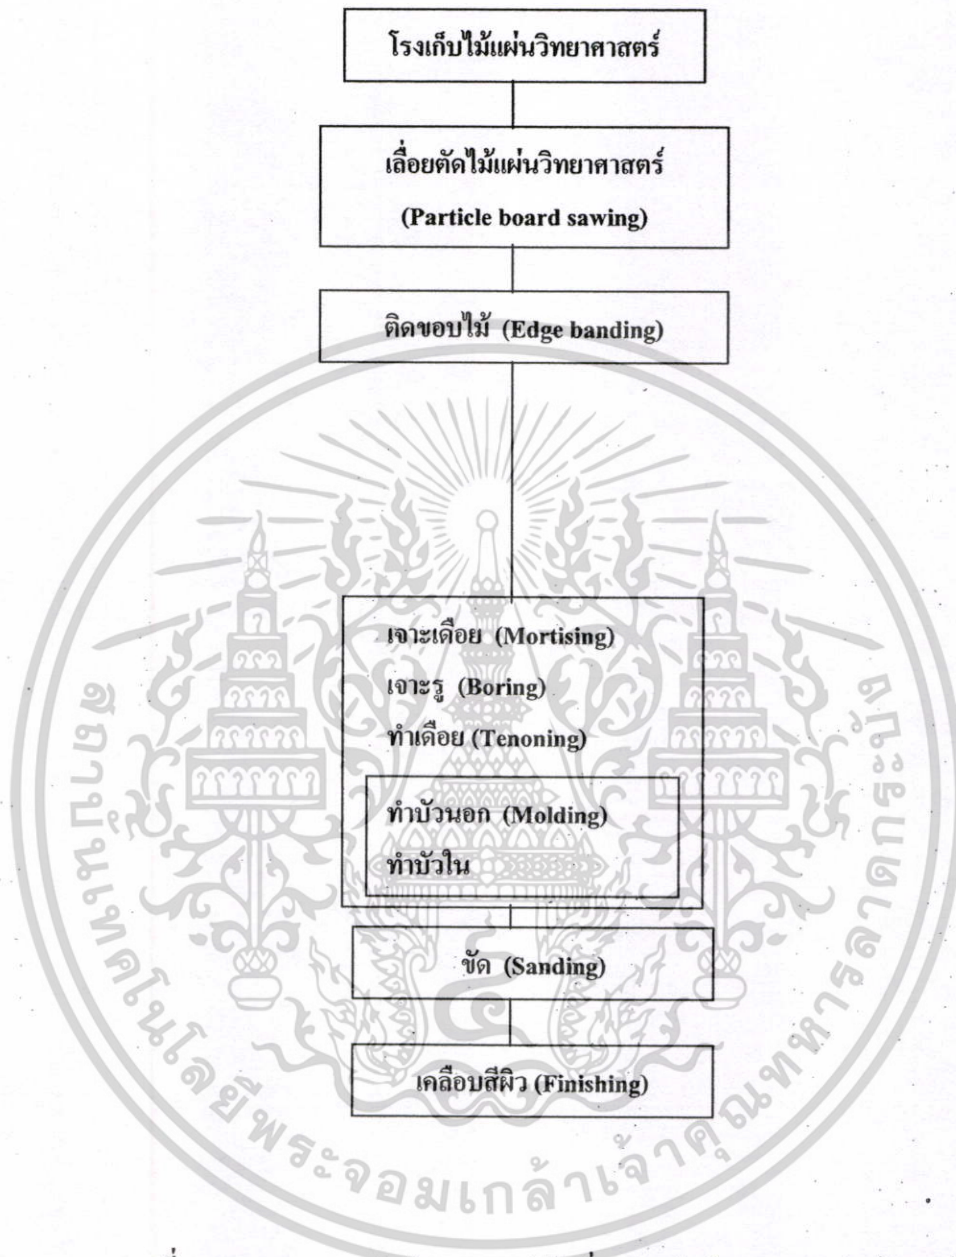 โรงเก็บไม้แผ่นวิทยาศาสตร์
เลื่อยตัดไม้แผ่นวิทยาศาสตร์
(Particle board sawing)
ติดขอบไม้ (Edge banding)
เจาะเดือย (Mortising)
เจาะรู (Boring)
ทำเดือย (Tenoning)
ทำบัวนอก (Molding)
ทำบัวใน
ขัด (Sanding)
เคลือบสีผิว (Finishing)
สถาบันเทคโนโลยีพระจอมเกล้าเจ้าคุณทหารลาดกระบัง